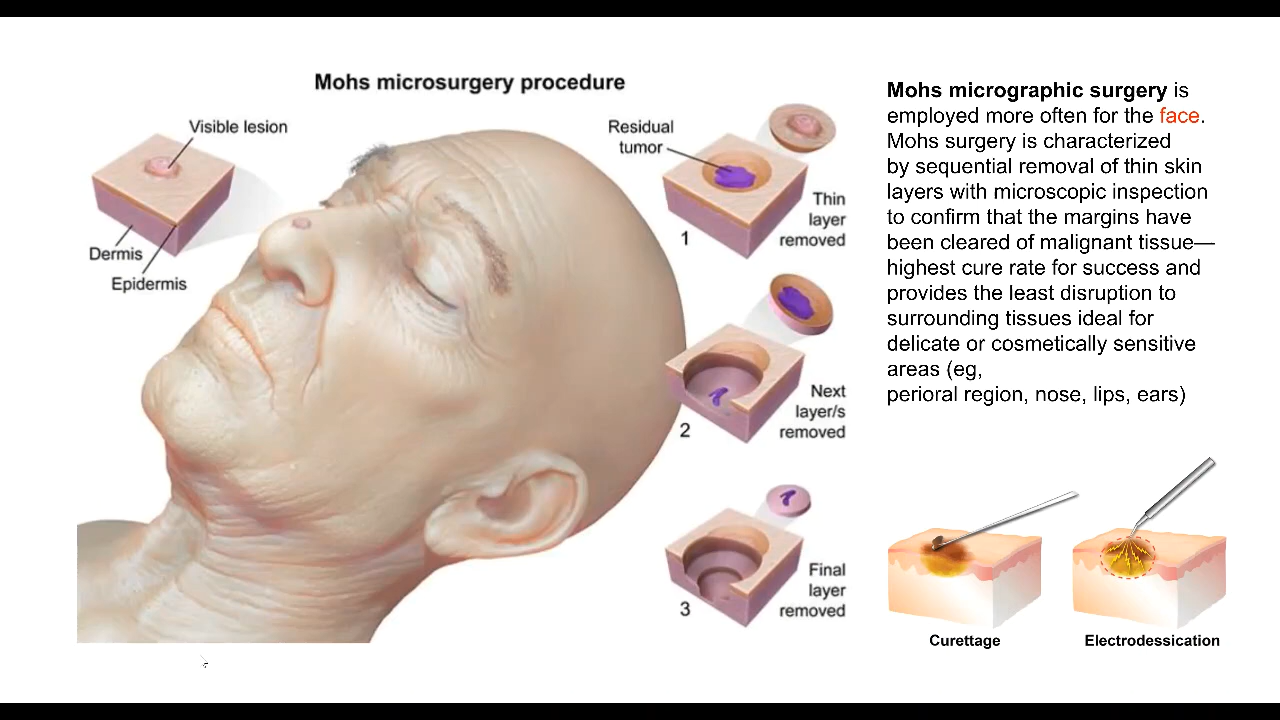 Mohs microsurgery procedure
Visible lesion
Dermis
Epidermis
Residual
tumor
Thin
layer
removed
1
Next
layer/s
removed
2
Final
layer
removed
3
Mohs micrographic surgery is
employed more often for the face.
Mohs surgery is characterized
by sequential removal of thin skin
layers with microscopic inspection
to confirm that the margins have
been cleared of malignant tissue—
highest cure rate for success and
provides the least disruption to
surrounding tissues ideal for
delicate or cosmetically sensitive
areas (eg,
perioral region, nose, lips, ears)
Curettage
Electrodessication